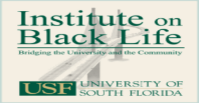 Institute on
Black Life
Bridging the University and the Community
USF UNIVERSITY OF
SOUTH FLORIDA